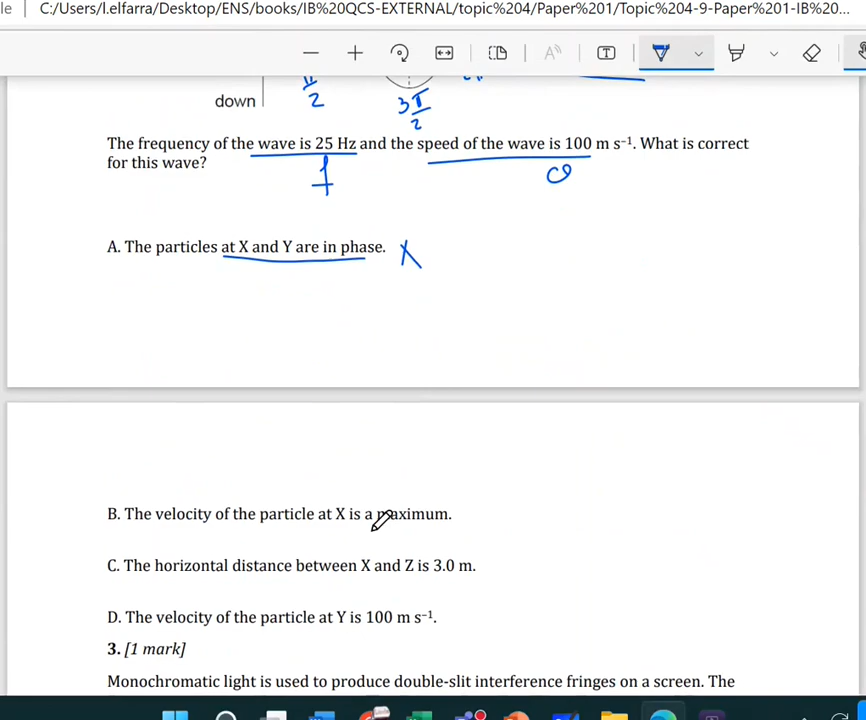 C:/Users/l.elfarra/Desktop/ENS/books/IB%20QCS-EXTERNAL/topic%204/Paper%201/Topic%204-9-Paper%201-IB%20...
π/2
down
3π/2
The frequency of the wave is 25 Hz and the speed of the wave is 100 m s⁻¹. What is correct
for this wave?
f
A. The particles at X and Y are in phase. X
B. The velocity of the particle at X is a maximum.
C. The horizontal distance between X and Z is 3.0 m.
D. The velocity of the particle at Y is 100 m s⁻¹.
3. [1 mark]
Monochromatic light is used to produce double-slit interference fringes on a screen. The